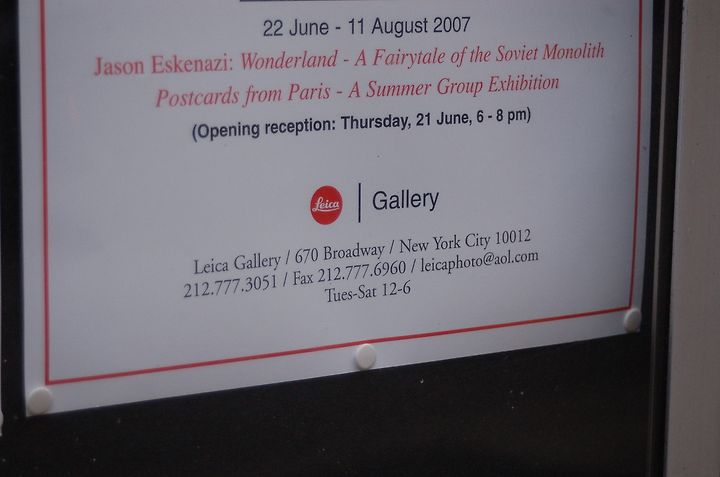 22 June - 11 August 2007
Jason Eskenazi: Wonderland - A Fairytale of the Soviet Monolith
Postcards from Paris - A Summer Group Exhibition
(Opening reception: Thursday, 21 June, 6 - 8 pm)
Leica | Gallery
Leica Gallery / 670 Broadway / New York City 10012
212.777.3051 / Fax 212.777.6960 / leicaphoto@aol.com
Tues-Sat 12-6